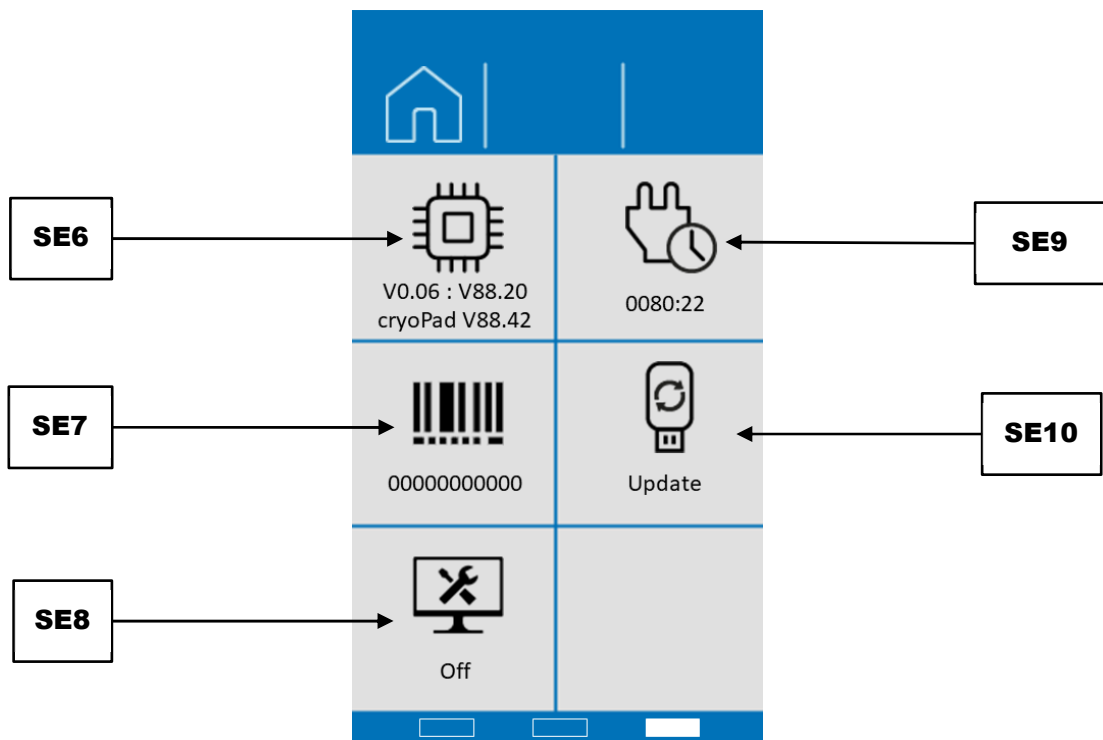 SE6
V0.06 : V88.20
cryoPad V88.42
SE9
0080:22
SE7
00000000000
SE10
Update
SE8
Off